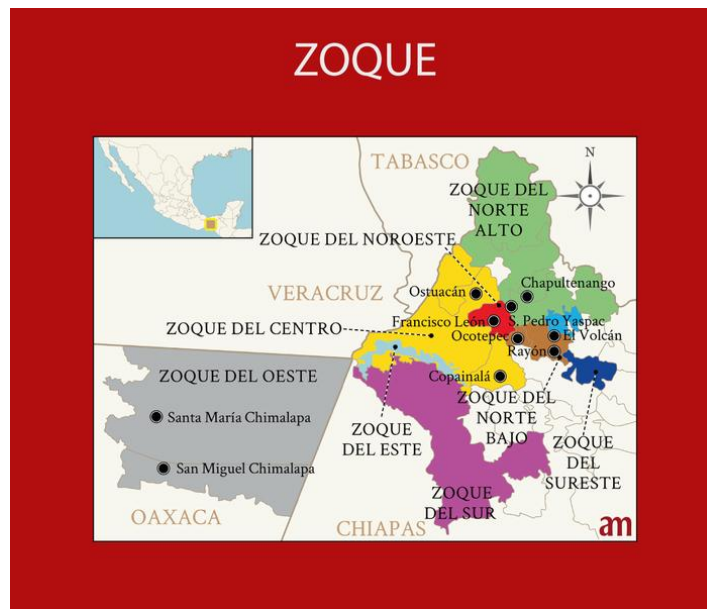 ZOQUE
TABASCO
N
ZOQUE DEL
NORTE
ALTO
ZOQUE DEL NOROESTE
VERACRUZ
Ostuacán
Chapultenango
ZOQUE DEL CENTRO
Francisco León
S. Pedro Yaspac
Ocotepec
El Volcán
Rayón
ZOQUE DEL OESTE
Copainalá
Santa María Chimalapa
ZOQUE DEL
NORTE
BAJO
ZOQUE
DEL ESTE
ZOQUE
DEL
SURESTE
San Miguel Chimalapa
ZOQUE
DEL SUR
OAXACA
CHIAPAS
am